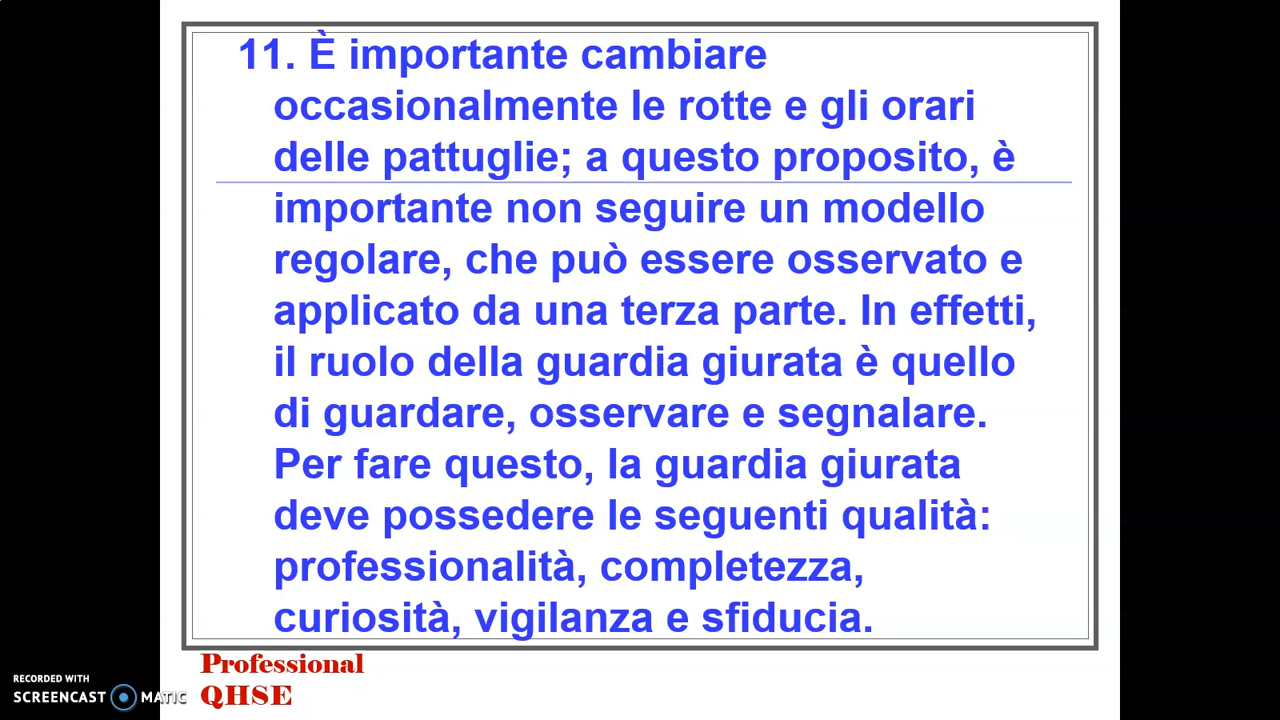 11. È importante cambiare
occasionalmente le rotte e gli orari
delle pattuglie; a questo proposito, è
importante non seguire un modello
regolare, che può essere osservato e
applicato da una terza parte. In effetti,
il ruolo della guardia giurata è quello
di guardare, osservare e segnalare.
Per fare questo, la guardia giurata
deve possedere le seguenti qualità:
professionalità, completezza,
curiosità, vigilanza e sfiducia.
Professional
QHSE
RECORDED WITH
SCREENCAST MATIC